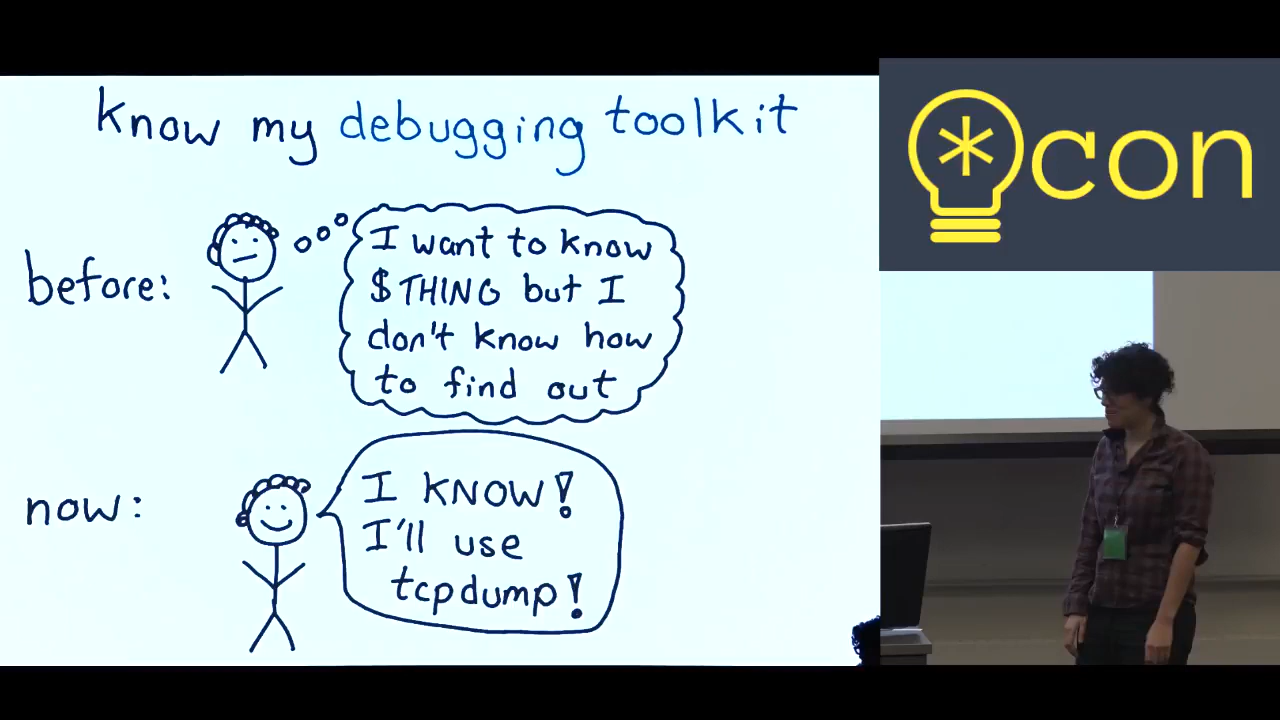 know my debugging toolkit
before:
I want to know
$THING but I
don't know how
to find out
now:
I KNOW!
I'll use
tcpdump!
*con